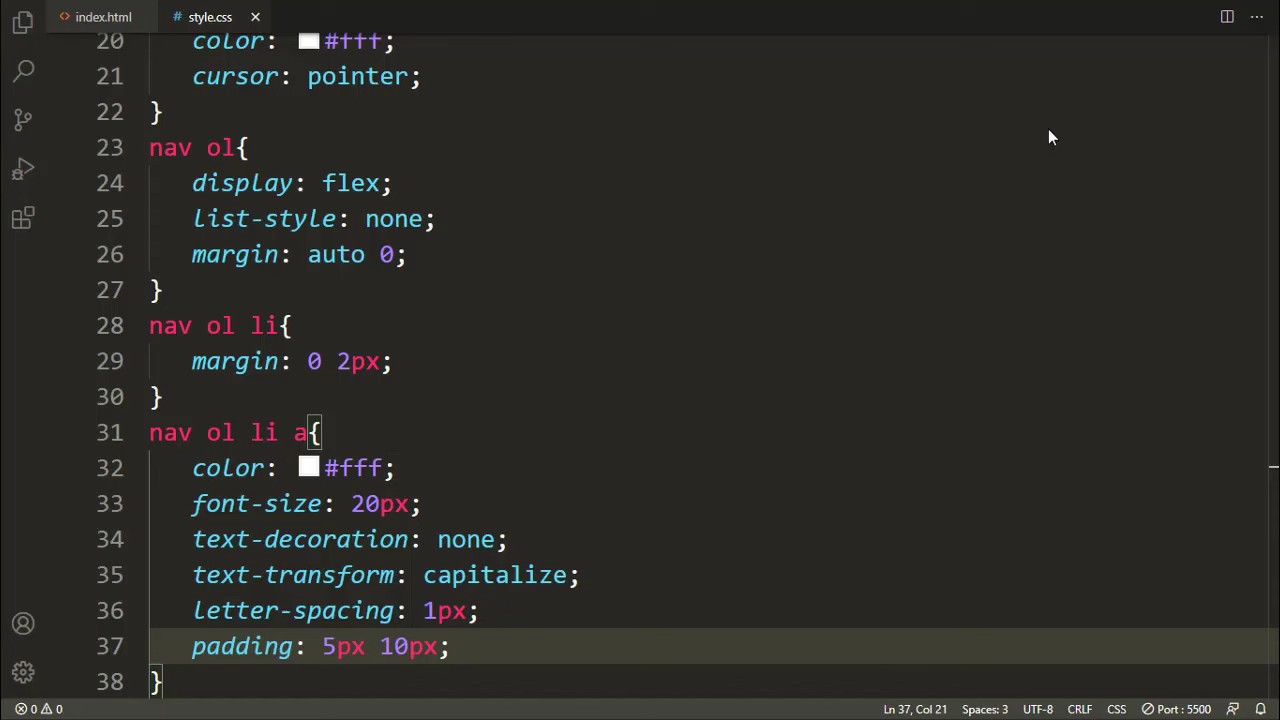 index.html
style.css
20 color: #fff;
21 cursor: pointer;
22 }
23 nav ol{
24 display: flex;
25 list-style: none;
26 margin: auto 0;
27 }
28 nav ol li{
29 margin: 0 2px;
30 }
31 nav ol li a{
32 color: #fff;
33 font-size: 20px;
34 text-decoration: none;
35 text-transform: capitalize;
36 letter-spacing: 1px;
37 padding: 5px 10px;
38 }
0 0 Ln 37, Col 21 Spaces: 3 UTF-8 CRLF CSS Port : 5500